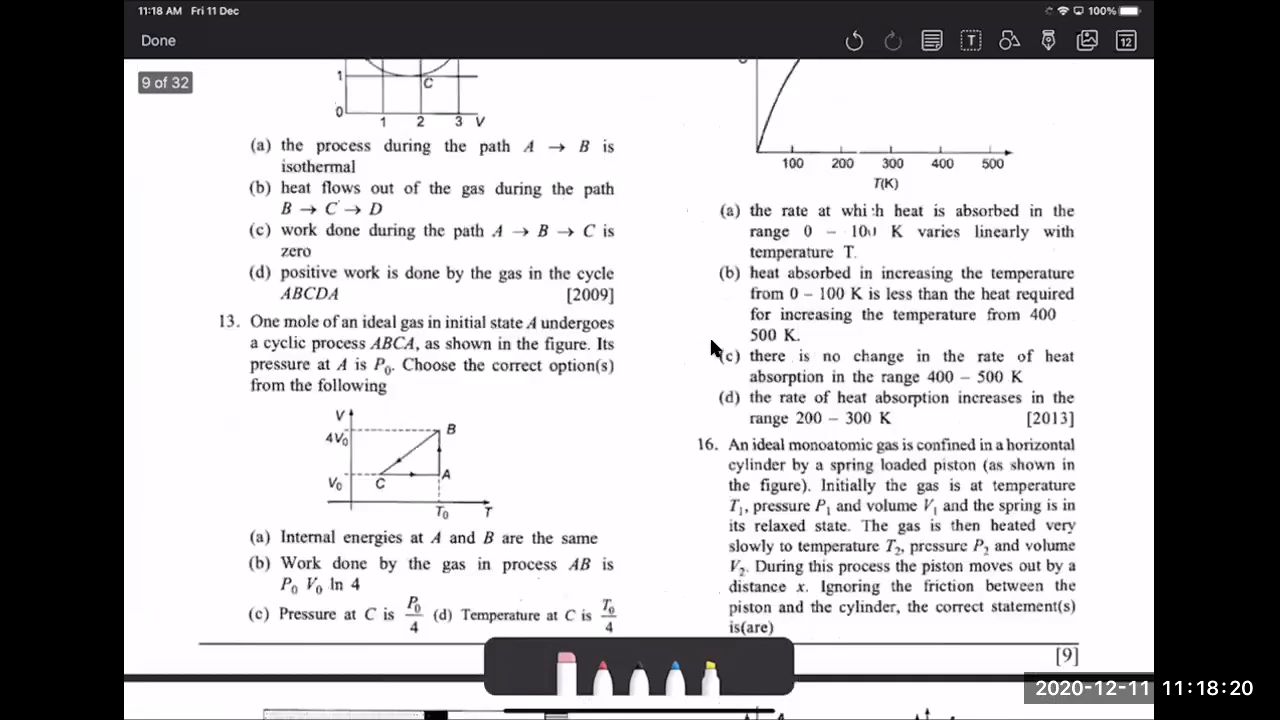 11:18 AM Fri 11 Dec
100%
Done
T
12
9 of 32
1
0
C
1 2 3 V
(a) the process during the path A → B is
isothermal
(b) heat flows out of the gas during the path
B → C → D
(c) work done during the path A → B → C is
zero
(d) positive work is done by the gas in the cycle
ABCDA [2009]
13. One mole of an ideal gas in initial state A undergoes
a cyclic process ABCA, as shown in the figure. Its
pressure at A is P₀. Choose the correct option(s)
from the following
V
4V₀
B
V₀
C
A
T₀ T
(a) Internal energies at A and B are the same
(b) Work done by the gas in process AB is
P₀ V₀ ln 4
(c) Pressure at C is P₀/4 (d) Temperature at C is T₀/4
100 200 300 400 500
T(K)
(a) the rate at which heat is absorbed in the
range 0 – 100 K varies linearly with
temperature T.
(b) heat absorbed in increasing the temperature
from 0 – 100 K is less than the heat required
for increasing the temperature from 400
500 K.
(c) there is no change in the rate of heat
absorption in the range 400 – 500 K
(d) the rate of heat absorption increases in the
range 200 – 300 K [2013]
16. An ideal monoatomic gas is confined in a horizontal
cylinder by a spring loaded piston (as shown in
the figure). Initially the gas is at temperature
T₁, pressure P₁ and volume V₁ and the spring is in
its relaxed state. The gas is then heated very
slowly to temperature T₂, pressure P₂ and volume
V₂. During this process the piston moves out by a
distance x. Ignoring the friction between the
piston and the cylinder, the correct statement(s)
is(are)
[9]
2020-12-11 11:18:20